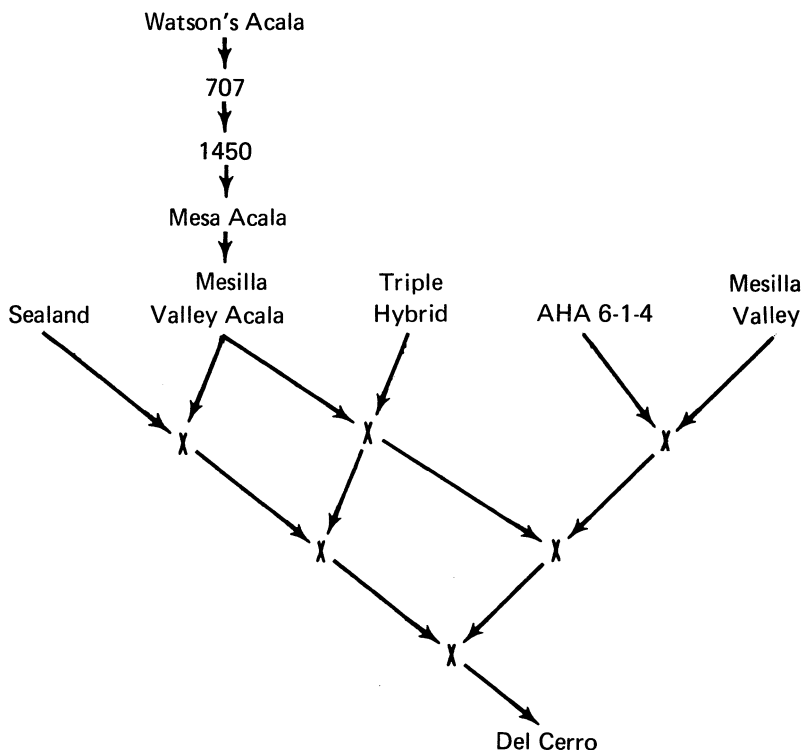 Watson's Acala
707
1450
Mesa Acala
Sealand
Mesilla
Valley Acala
Triple
Hybrid
AHA 6-1-4
Mesilla
Valley
X
X
X
X
X
X
Del Cerro